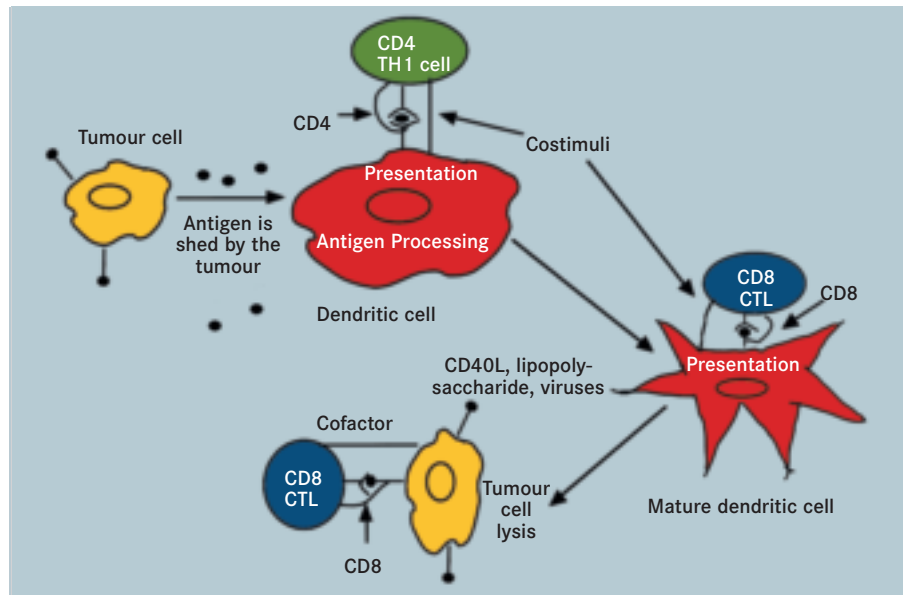 CD4
TH1 cell
CD4
Costimuli
Tumour cell
Presentation
Antigen is
shed by the
tumour
Antigen Processing
Dendritic cell
CD8
CTL
CD8
Presentation
CD40L, lipopoly-
saccharide, viruses
Cofactor
CD8
CTL
Tumour
cell
lysis
CD8
Mature dendritic cell